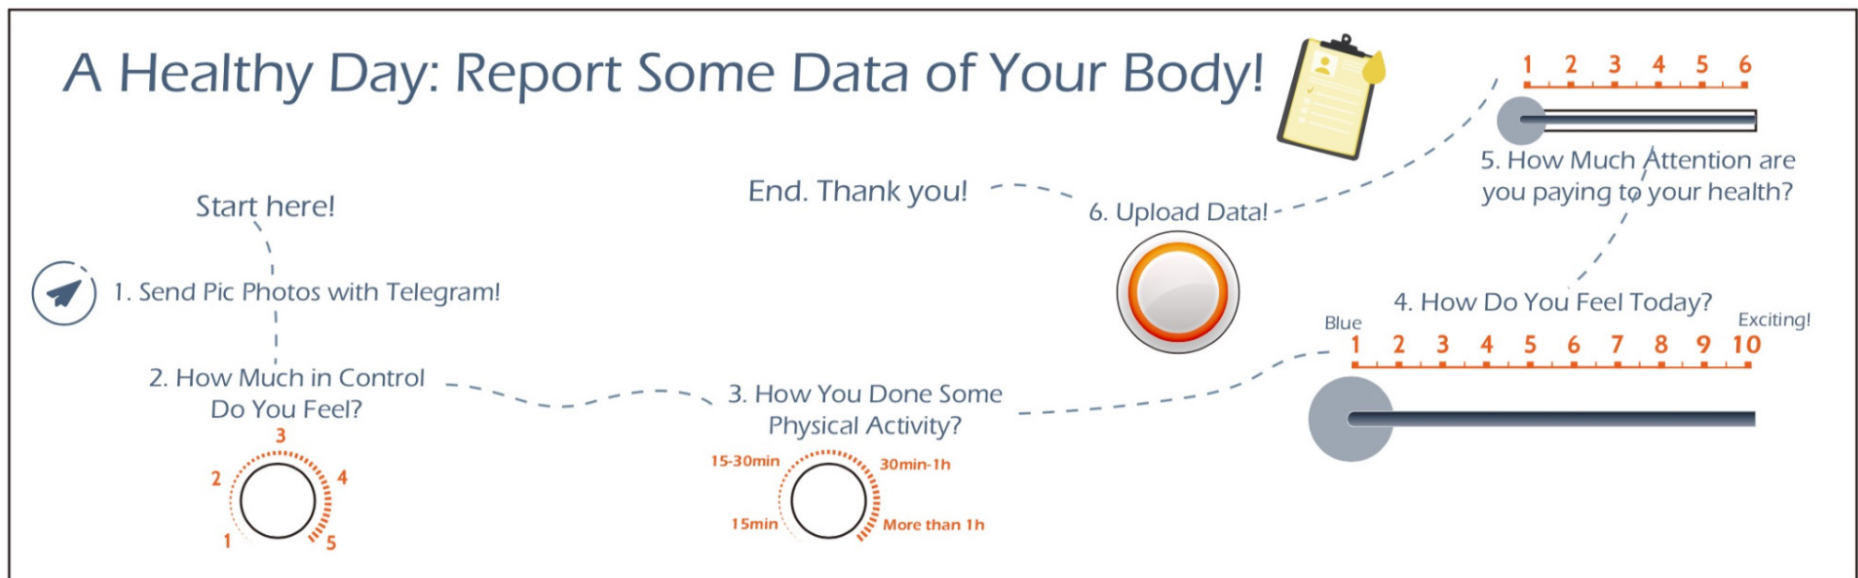 A Healthy Day: Report Some Data of Your Body!
Start here!
1. Send Pic Photos with Telegram!
2. How Much in Control
Do You Feel?
1
2
3
4
5
3. How You Done Some
Physical Activity?
15min
15-30min
30min-1h
More than 1h
4. How Do You Feel Today?
Blue
Exciting!
1 2 3 4 5 6 7 8 9 10
1 2 3 4 5 6
5. How Much Attention are
you paying to your health?
6. Upload Data!
End. Thank you!